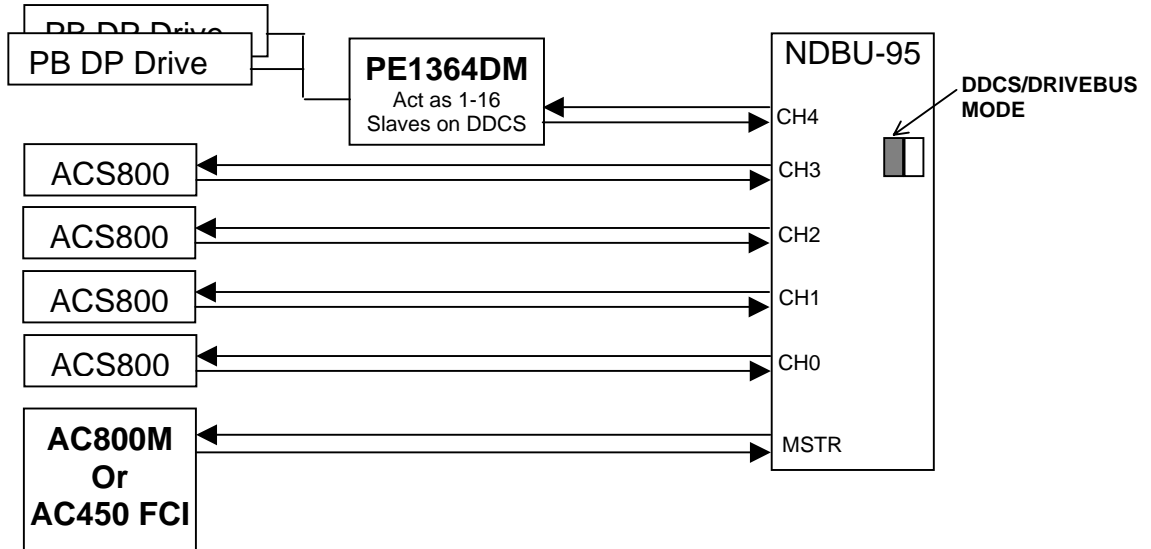 PB DP Drive
PB DP Drive
PE1364DM
Act as 1-16
Slaves on DDCS
NDBU-95
DDCS/DRIVEBUS
MODE
CH4
ACS800
CH3
ACS800
CH2
ACS800
CH1
ACS800
CH0
AC800M
Or
AC450 FCI
MSTR